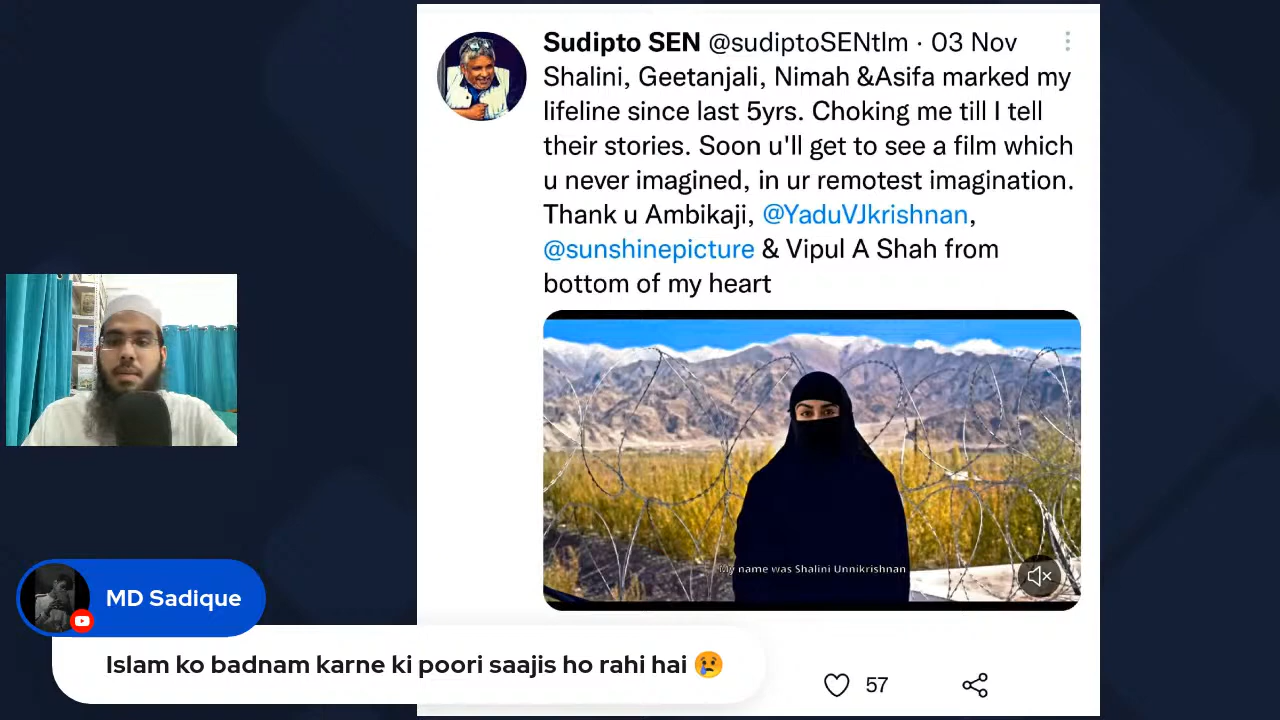 Sudipto SEN @sudiptoSENtlm · 03 Nov
Shalini, Geetanjali, Nimah &Asifa marked my
lifeline since last 5yrs. Choking me till I tell
their stories. Soon u'll get to see a film which
u never imagined, in ur remotest imagination.
Thank u Ambikaji, @YaduVJkrishnan,
@sunshinepicture & Vipul A Shah from
bottom of my heart
My name was Shalini Unnikrishnan
MD Sadique
Islam ko badnam karne ki poori saajis ho rahi hai 😢
57